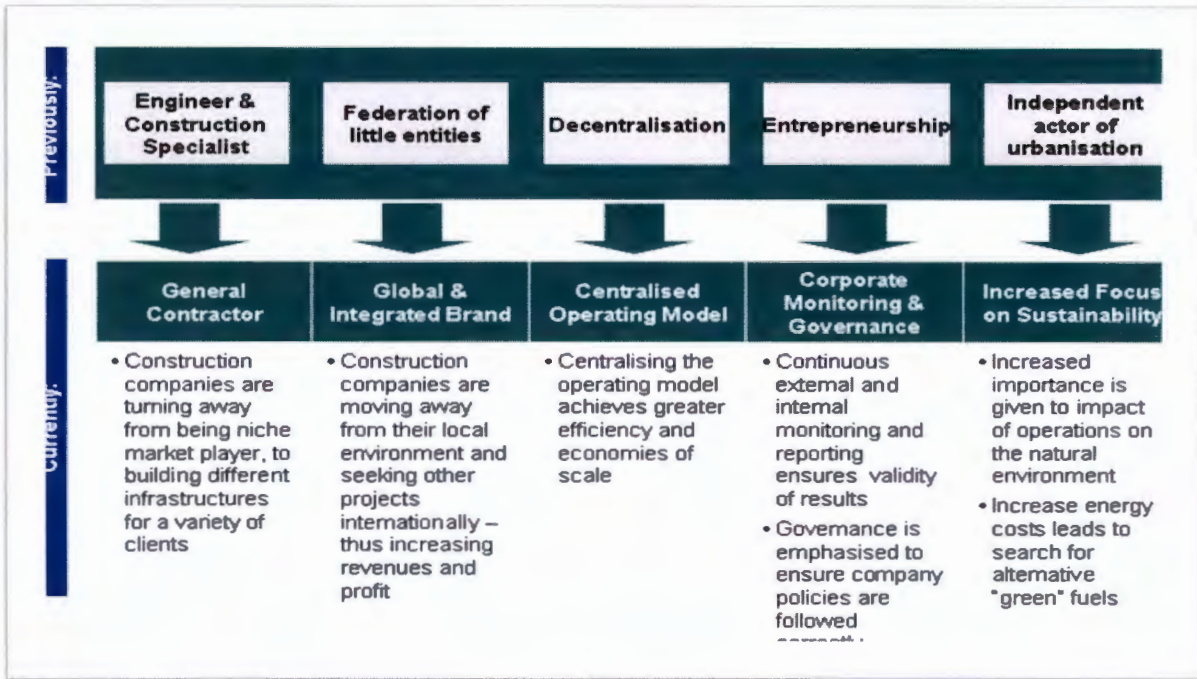 Previously:
Engineer &
Construction
Specialist
Federation of
little entities
Decentralisation
Entrepreneurship
Independent
actor of
urbanisation
Currently:
General
Contractor
Global &
Integrated Brand
Centralised
Operating Model
Corporate
Monitoring &
Governance
Increased Focus
on Sustainability
• Construction
companies are
turning away
from being niche
market player, to
building different
infrastructures
for a variety of
clients
• Construction
companies are
moving away
from their local
environment and
seeking other
projects
internationally –
thus increasing
revenues and
profit
• Centralising the
operating model
achieves greater
efficiency and
economies of
scale
• Continuous
external and
internal
monitoring and
reporting
ensures validity
of results
• Governance is
emphasised to
ensure company
policies are
followed
• Increased
importance is
given to impact
of operations on
the natural
environment
• Increase energy
costs leads to
search for
alternative
"green" fuels